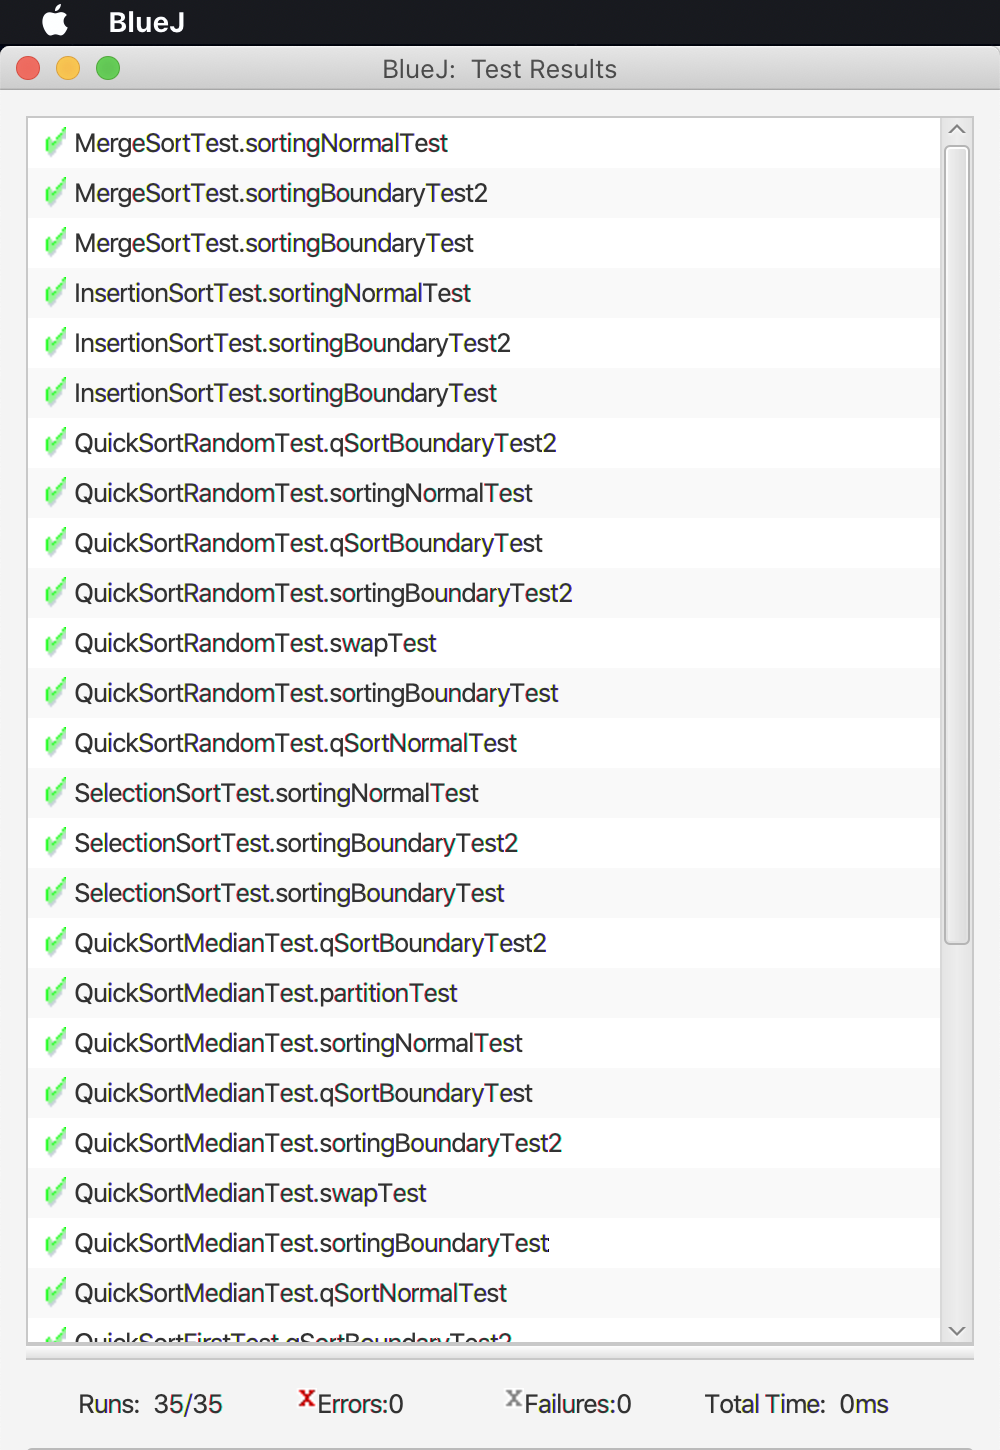 BlueJ
BlueJ: Test Results
MergeSortTest.sortingNormalTest
MergeSortTest.sortingBoundaryTest2
MergeSortTest.sortingBoundaryTest
InsertionSortTest.sortingNormalTest
InsertionSortTest.sortingBoundaryTest2
InsertionSortTest.sortingBoundaryTest
QuickSortRandomTest.qSortBoundaryTest2
QuickSortRandomTest.sortingNormalTest
QuickSortRandomTest.qSortBoundaryTest
QuickSortRandomTest.sortingBoundaryTest2
QuickSortRandomTest.swapTest
QuickSortRandomTest.sortingBoundaryTest
QuickSortRandomTest.qSortNormalTest
SelectionSortTest.sortingNormalTest
SelectionSortTest.sortingBoundaryTest2
SelectionSortTest.sortingBoundaryTest
QuickSortMedianTest.qSortBoundaryTest2
QuickSortMedianTest.partitionTest
QuickSortMedianTest.sortingNormalTest
QuickSortMedianTest.qSortBoundaryTest
QuickSortMedianTest.sortingBoundaryTest2
QuickSortMedianTest.swapTest
QuickSortMedianTest.sortingBoundaryTest
QuickSortMedianTest.qSortNormalTest
QuickSortFirstTest.qSortBoundaryTest2
Runs: 35/35 Errors:0 Failures:0 Total Time: 0ms